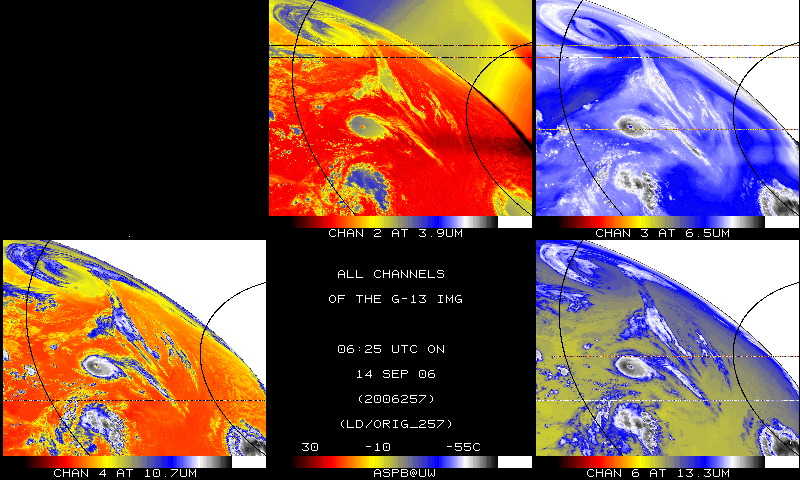 CHAN 2 AT 3.9UM
CHAN 3 AT 6.5UM
ALL CHANNELS
OF THE G-13 IMG
06:25 UTC ON
14 SEP 06
(2006257)
(LD/ORIG_257)
30 -10 -55C
CHAN 4 AT 10.7UM
ASPB@UW
CHAN 6 AT 13.3UM